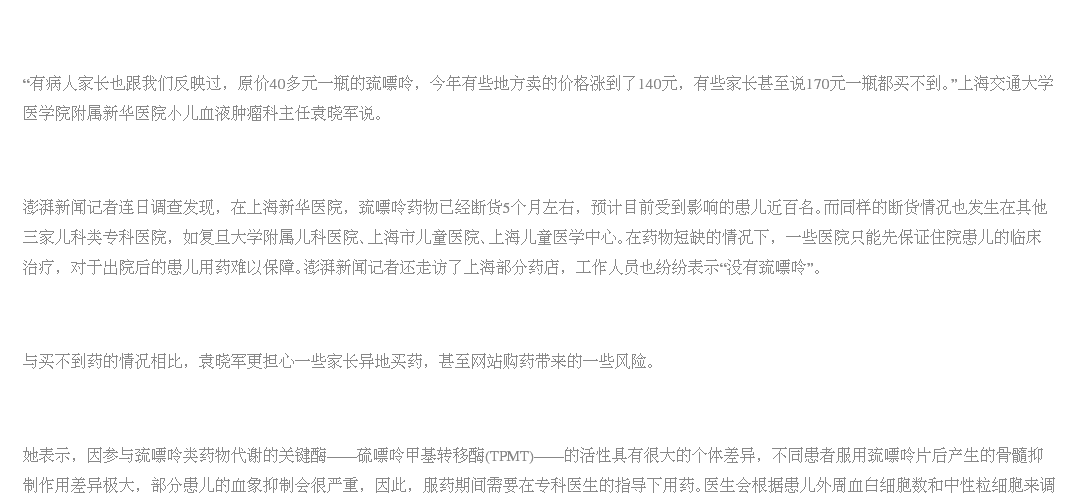 “有病人家长也跟我们反映过，原价40多元一瓶的巯嘌呤，今年有些地方卖的价格涨到了140元，有些家长甚至说170元一瓶都买不到。”上海交通大学
医学院附属新华医院小儿血液肿瘤科主任袁晓军说。
澎湃新闻记者连日调查发现，在上海新华医院，巯嘌呤药物已经断货5个月左右，预计目前受到影响的患儿近百名。而同样的断货情况也发生在其他
三家儿科类专科医院，如复旦大学附属儿科医院、上海市儿童医院、上海儿童医学中心。在药物短缺的情况下，一些医院只能先保证住院患儿的临床
治疗，对于出院后的患儿用药难以保障。澎湃新闻记者还走访了上海部分药店，工作人员也纷纷表示“没有巯嘌呤”。
与买不到药的情况相比，袁晓军更担心一些家长异地买药，甚至网站购药带来的一些风险。
她表示，因参与巯嘌呤类药物代谢的关键酶——硫嘌呤甲基转移酶(TPMT)——的活性具有很大的个体差异，不同患者服用巯嘌呤片后产生的骨髓抑
制作用差异极大，部分患儿的血象抑制会很严重，因此，服药期间需要在专科医生的指导下用药。医生会根据患儿外周血白细胞数和中性粒细胞来调